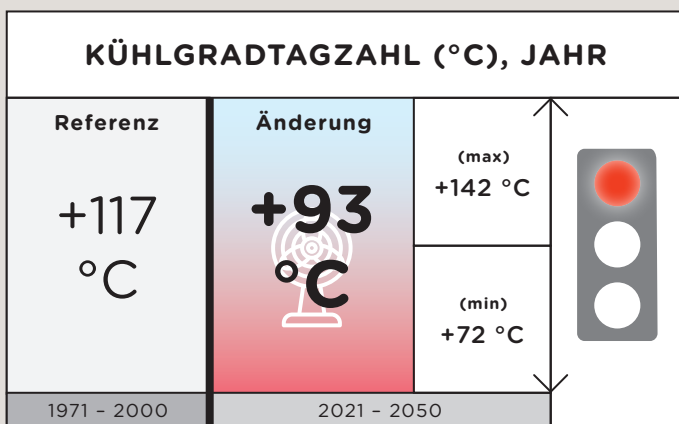 KÜHLGRADTAGZAHL (°C), JAHR
Referenz
+117
°C
Änderung
+93
°C
(max)
+142 °C
(min)
+72 °C
1971 – 2000
2021 – 2050